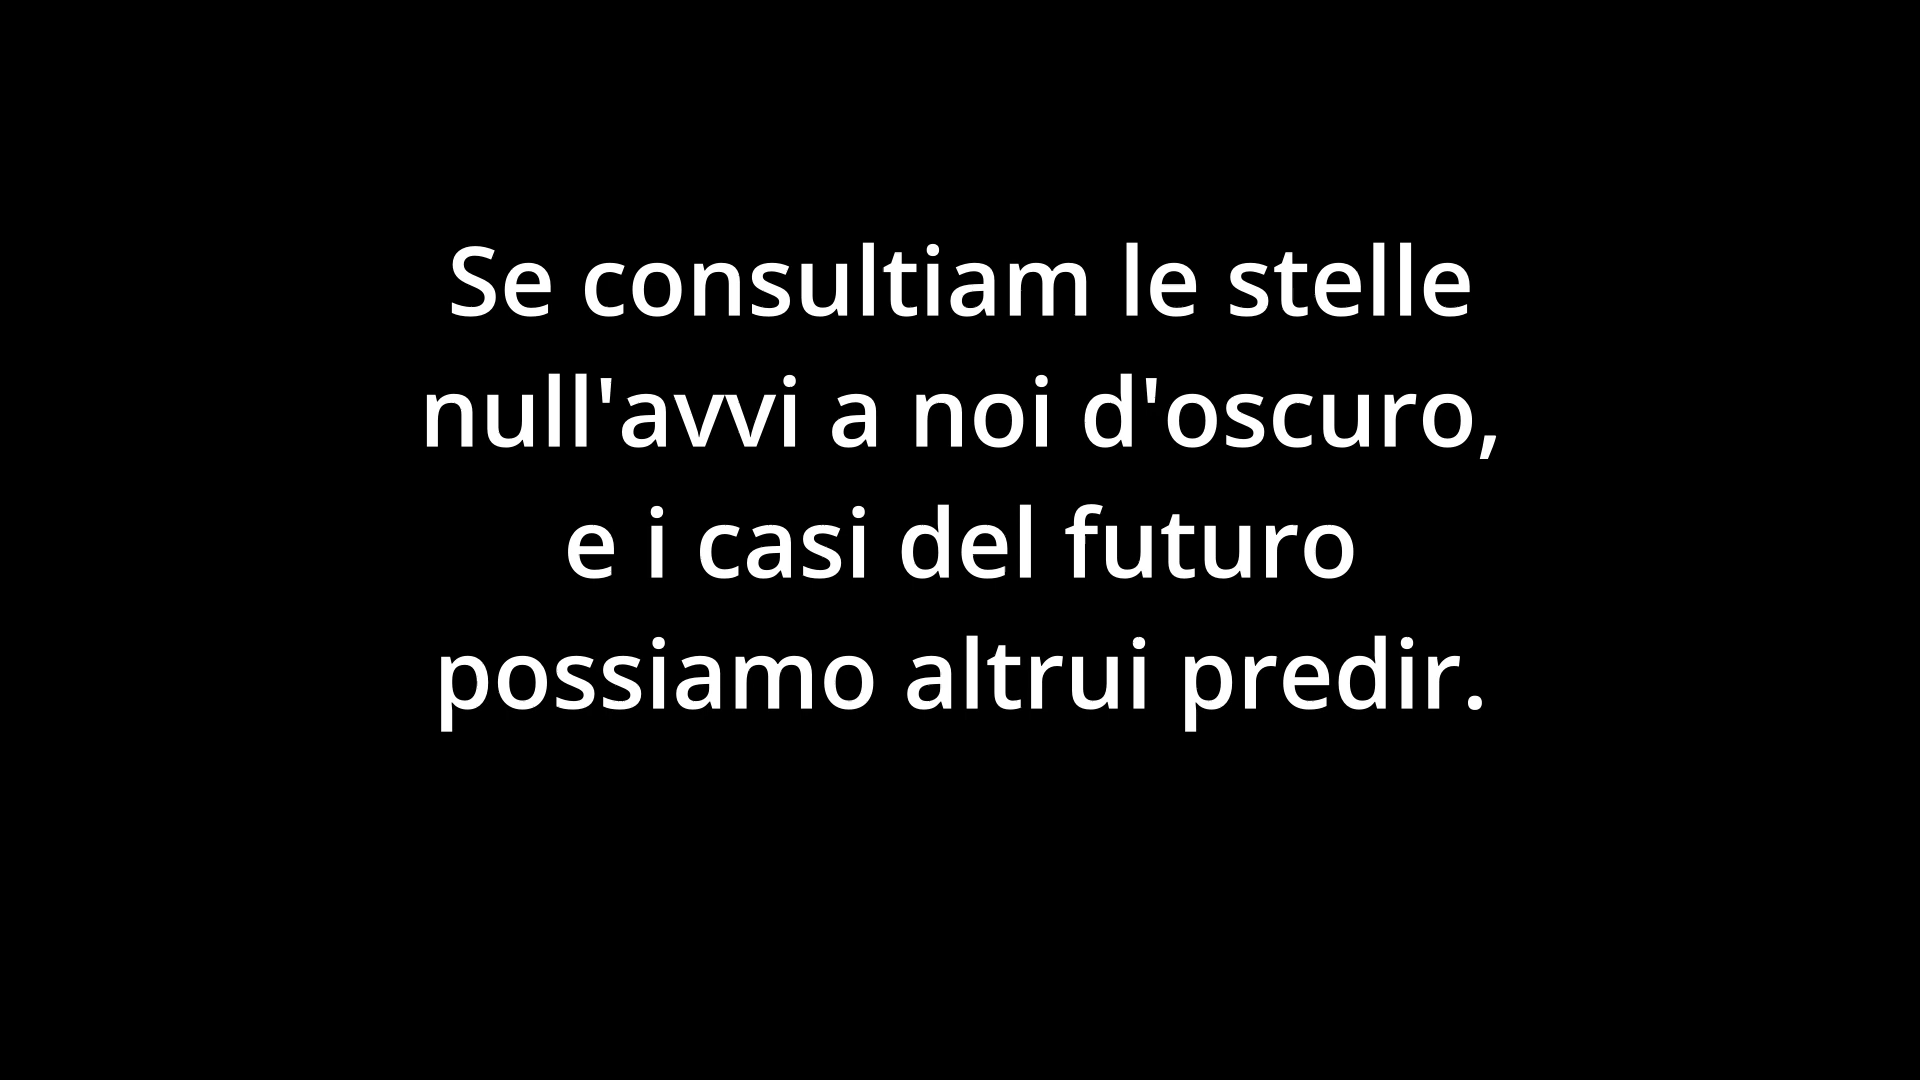 Se consultiam le stelle
null'avvi a noi d'oscuro,
e i casi del futuro
possiamo altrui predir.